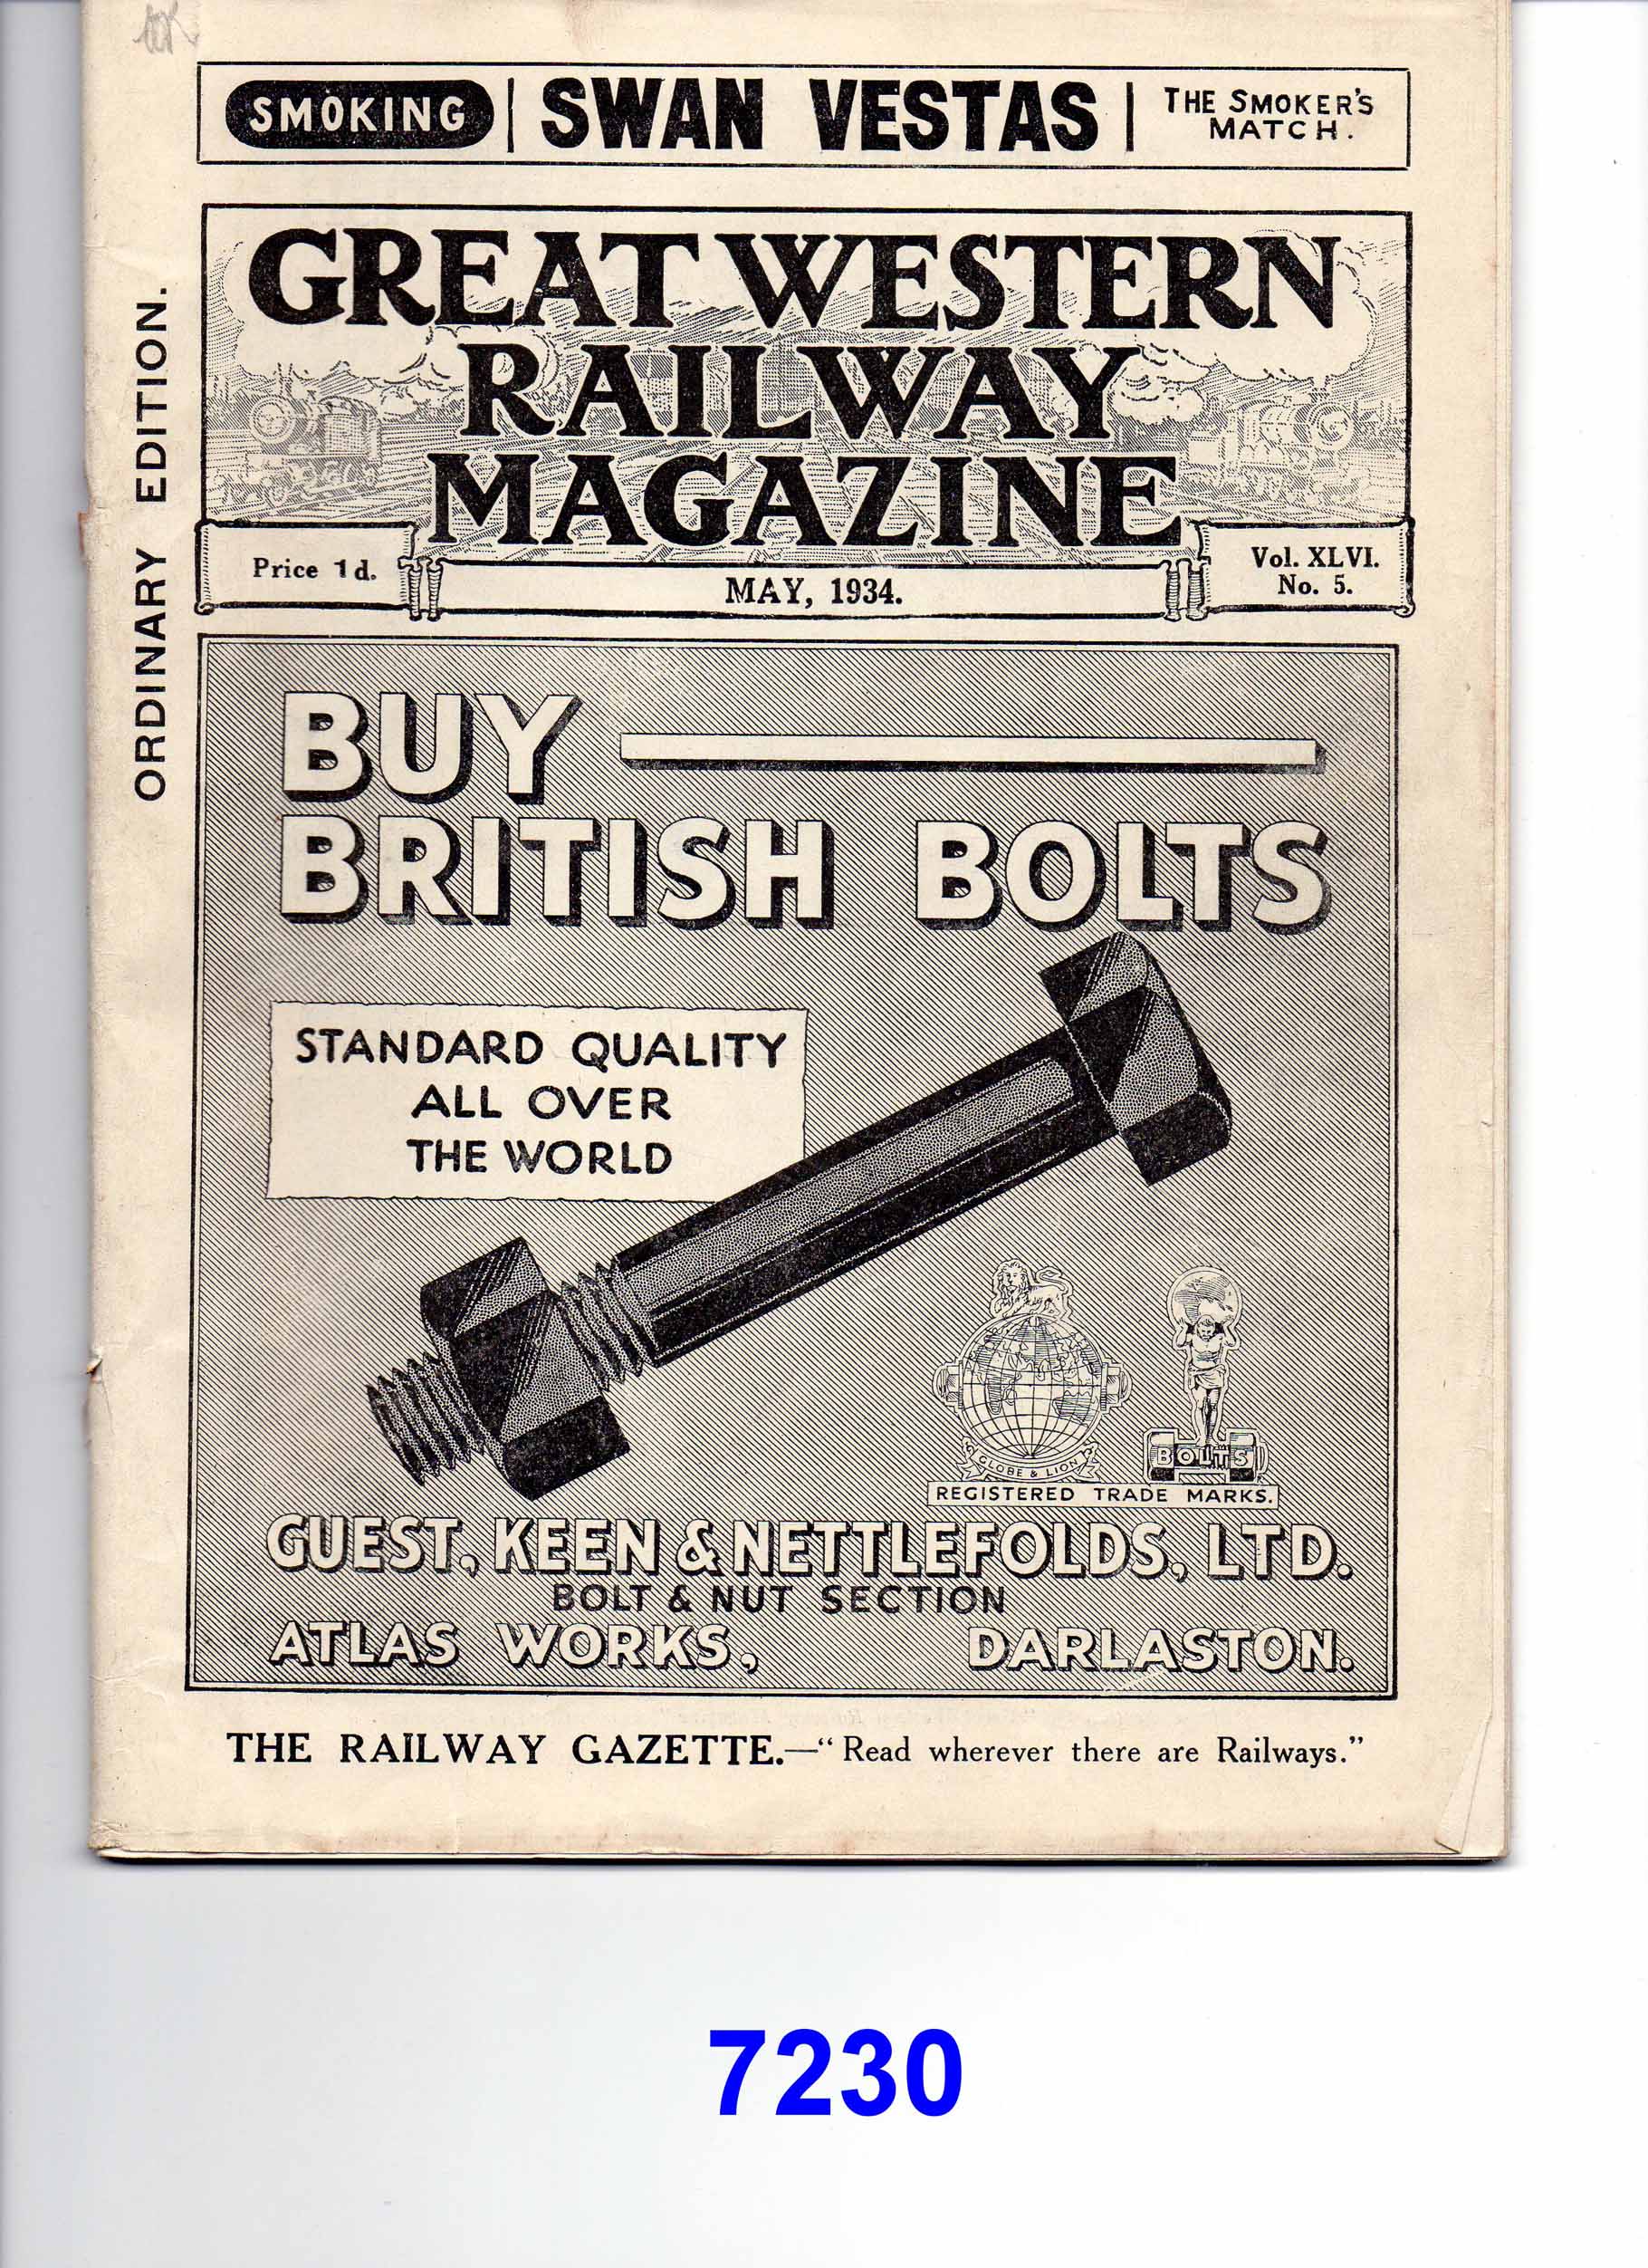 SMOKING | SWAN VESTAS | THE SMOKER'S
MATCH.
ORDINARY EDITION.
GREAT WESTERN
RAILWAY
MAGAZINE
Price 1d.
MAY, 1934.
Vol. XLVI.
No. 5.
BUY
BRITISH BOLTS
STANDARD QUALITY
ALL OVER
THE WORLD
GLOBE & LION
BOLTS
REGISTERED TRADE MARKS.
GUEST, KEEN & NETTLEFOLDS, LTD.
BOLT & NUT SECTION
ATLAS WORKS, DARLASTON.
THE RAILWAY GAZETTE.—“Read wherever there are Railways.”
7230